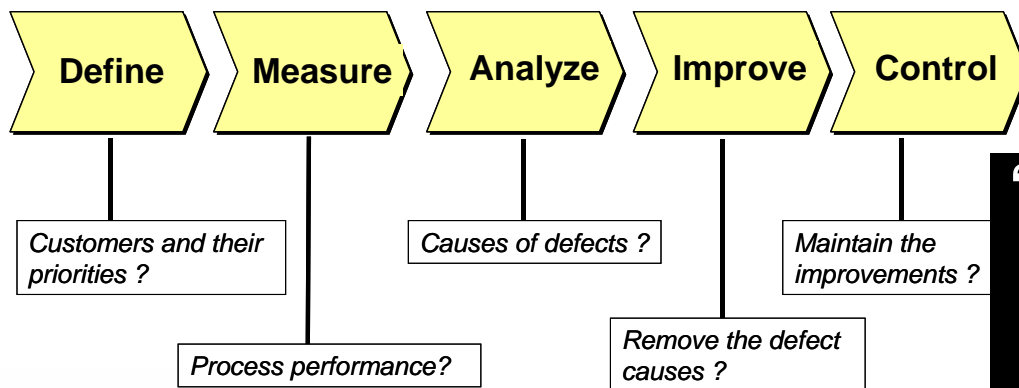 Define
Measure
Analyze
Improve
Control
Customers and their
priorities ?
Process performance?
Causes of defects ?
Remove the defect
causes ?
Maintain the
improvements ?